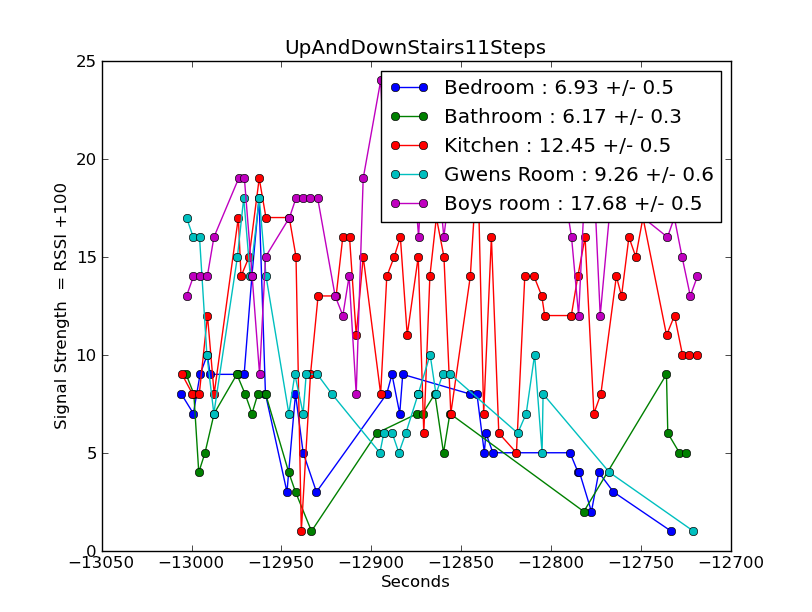 UpAndDownStairs11Steps
Signal Strength = RSSI +100
25
20
15
10
5
0
Bedroom : 6.93 +/- 0.5
Bathroom : 6.17 +/- 0.3
Kitchen : 12.45 +/- 0.5
Gwens Room : 9.26 +/- 0.6
Boys room : 17.68 +/- 0.5
−13050 −13000 −12950 −12900 −12850 −12800 −12750 −12700
Seconds